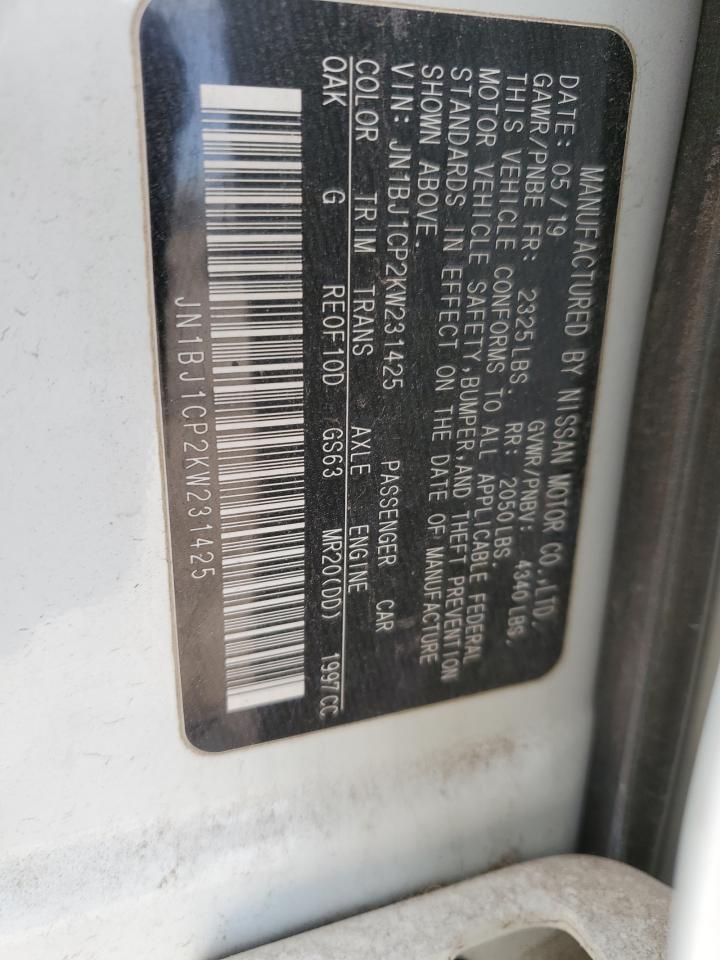 MANUFACTURED BY NISSAN MOTOR CO.,LTD.
DATE: 05/19 GVWR/PNBV: 4340LBS.
GAWR/PNBE FR: 2325LBS. RR: 2050LBS.
THIS VEHICLE CONFORMS TO ALL APPLICABLE FEDERAL
MOTOR VEHICLE SAFETY,BUMPER,AND THEFT PREVENTION
STANDARDS IN EFFECT ON THE DATE OF MANUFACTURE
SHOWN ABOVE.
VIN: JN1BJ1CP2KW231425 PASSENGER CAR
COLOR TRIM TRANS AXLE ENGINE
QAK G RE0F10D GS63 MR20(DD) 1997CC
JN1BJ1CP2KW231425